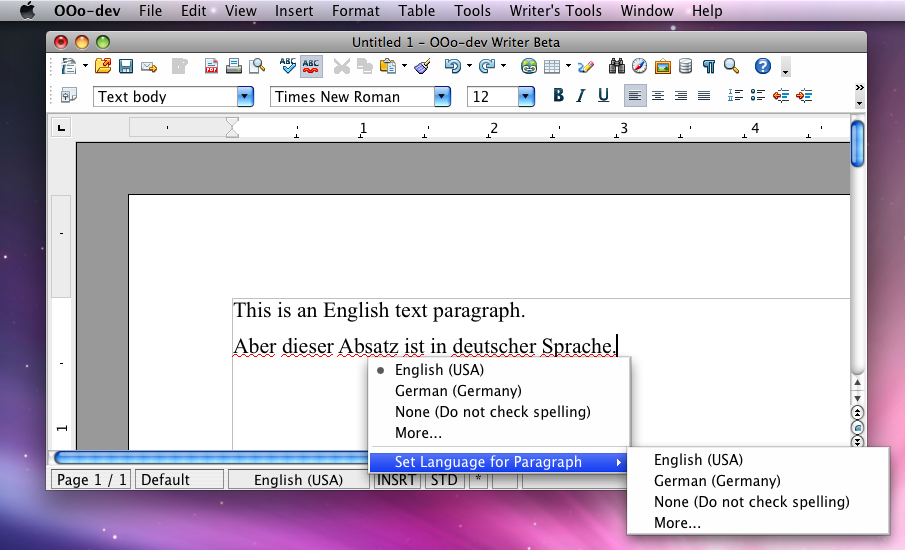 OOo-dev File Edit View Insert Format Table Tools Writer's Tools Window Help
Untitled 1 - OOo-dev Writer Beta
ABC ABC
Text body Times New Roman 12 B I U
1 2 3 4
This is an English text paragraph.
Aber dieser Absatz ist in deutscher Sprache.
English (USA)
German (Germany)
None (Do not check spelling)
More...
1
Set Language for Paragraph
Page 1 / 1 Default English (USA) INSRT STD *
English (USA)
German (Germany)
None (Do not check spelling)
More...